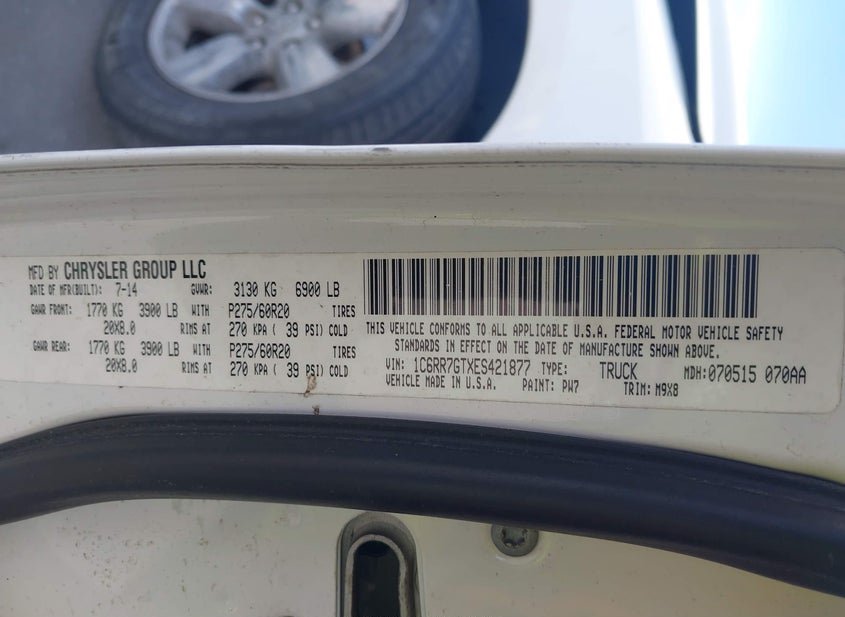 MFD BY CHRYSLER GROUP LLC
DATE OF MFR(BUILT): 7-14 GVWR: 3130 KG 6900 LB
GAWR FRONT: 1770 KG 3900 LB WITH P275/60R20 TIRES
20X8.0 RIMS AT 270 KPA ( 39 PSI) COLD
GAWR REAR: 1770 KG 3900 LB WITH P275/60R20 TIRES
20X8.0 RIMS AT 270 KPA ( 39 PSI) COLD
THIS VEHICLE CONFORMS TO ALL APPLICABLE U.S.A. FEDERAL MOTOR VEHICLE SAFETY
STANDARDS IN EFFECT ON THE DATE OF MANUFACTURE SHOWN ABOVE.
VIN: 1C6RR7GTXES421877 TYPE: TRUCK MDH:070515 070AA
VEHICLE MADE IN U.S.A. PAINT: PW7 TRIM: M9X8